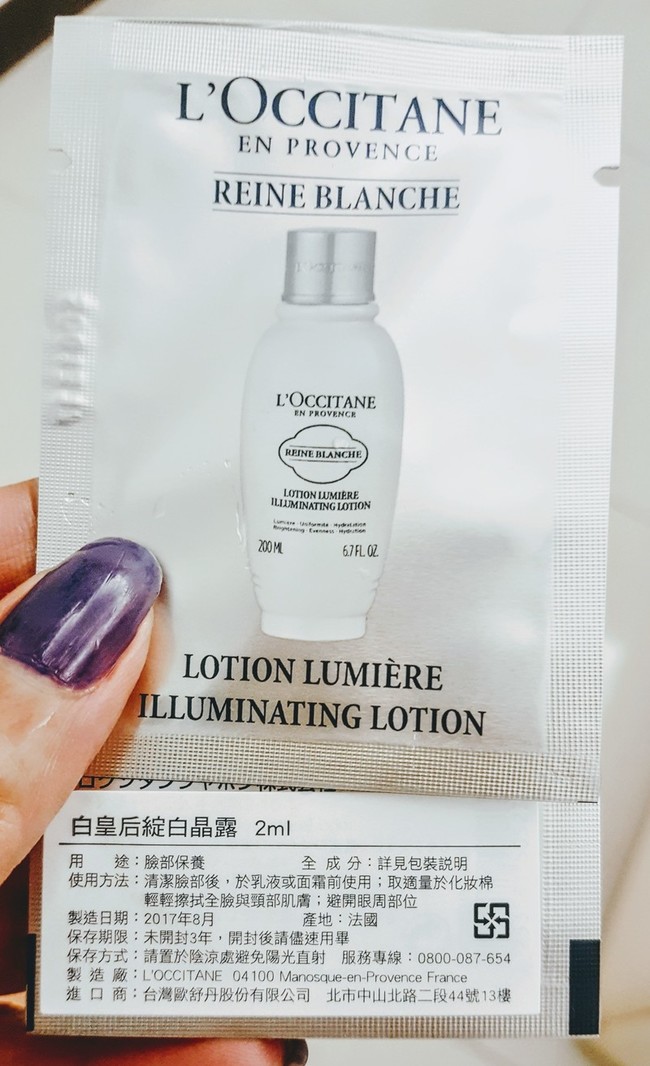 L'OCCITANE
EN PROVENCE
REINE BLANCHE
L'OCCITANE
EN PROVENCE
REINE BLANCHE
LOTION LUMIÈRE
ILLUMINATING LOTION
Lumière - Uniformité - Hydratation
Brightening - Evenness - Hydration
200 ML 6.7 FL. OZ.
LOTION LUMIÈRE
ILLUMINATING LOTION
白皇后綻白晶露 2ml
用 途：臉部保養 全 成 分：詳見包裝說明
使用方法：清潔臉部後，於乳液或面霜前使用；取適量於化妝棉
輕輕擦拭全臉與頸部肌膚；避開眼周部位
製造日期：2017年8月 產地：法國
保存期限：未開封3年，開封後請儘速用畢
保存方式：請置於陰涼處避免陽光直射 服務專線：0800-087-654
製 造 廠：L'OCCITANE 04100 Manosque-en-Provence France
進 口 商：台灣歐舒丹股份有限公司 北市中山北路二段44號13樓